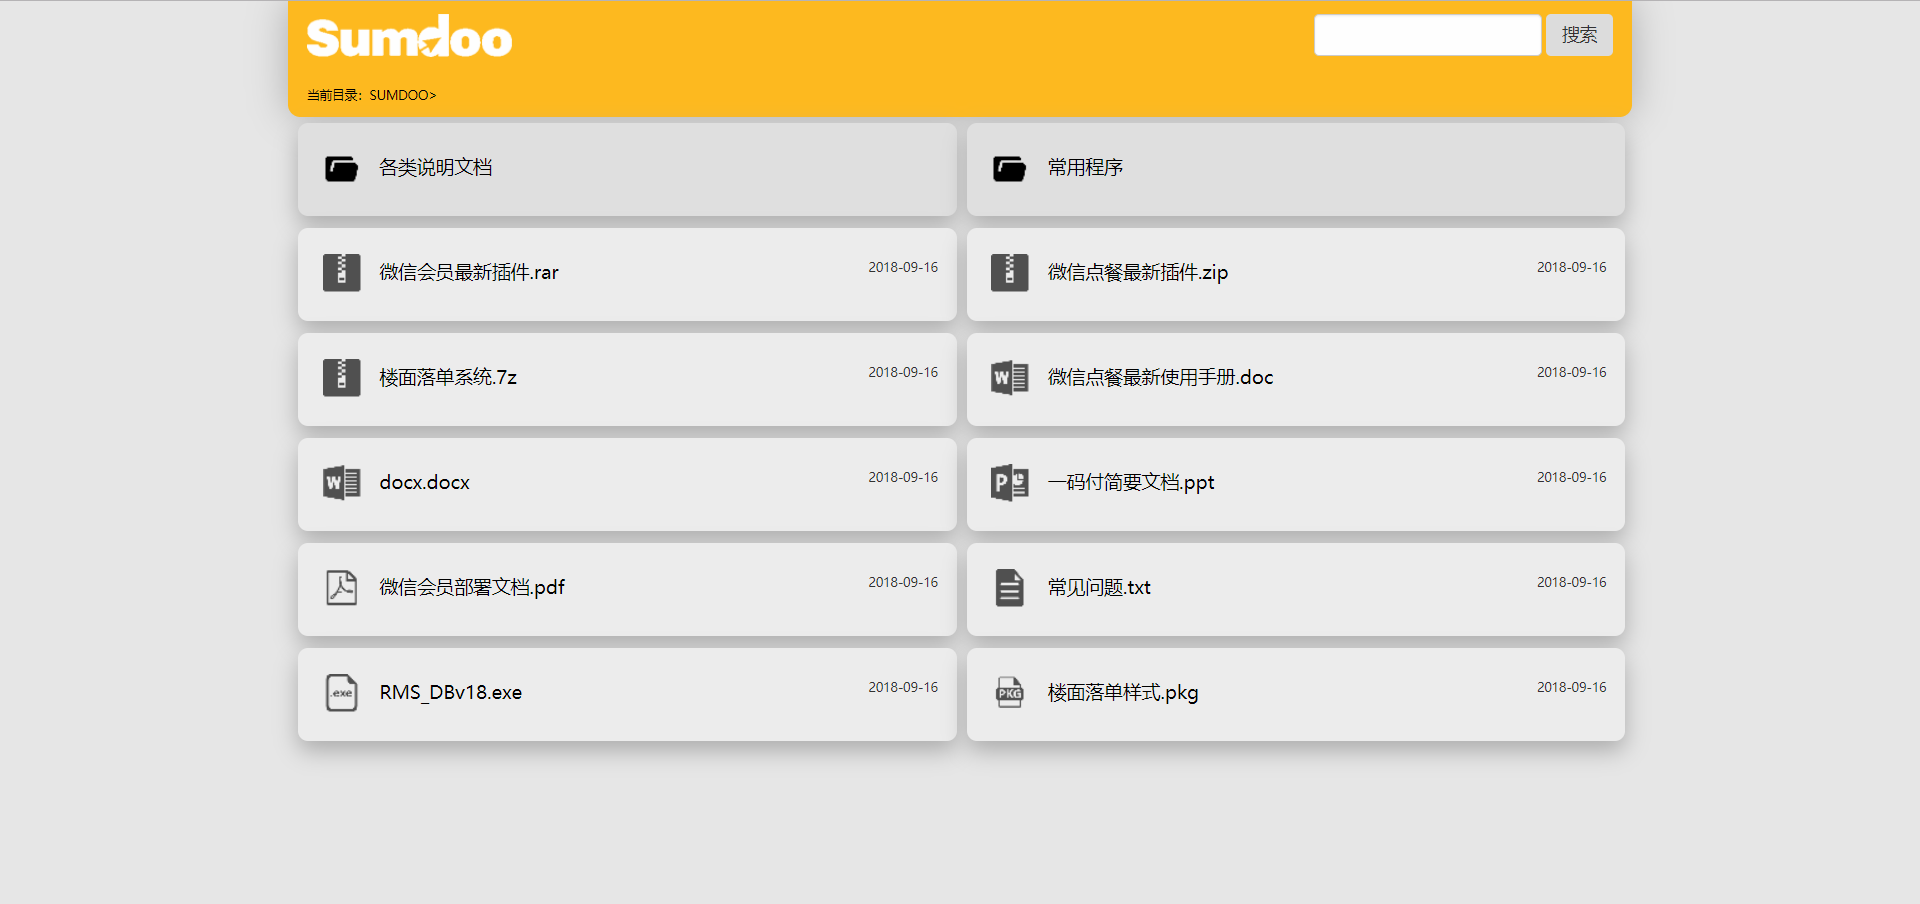 Sumdoo
搜索
当前目录：SUMDOO>
各类说明文档
常用程序
微信会员最新插件.rar
2018-09-16
微信点餐最新插件.zip
2018-09-16
楼面落单系统.7z
2018-09-16
W
微信点餐最新使用手册.doc
2018-09-16
W
docx.docx
2018-09-16
P
一码付简要文档.ppt
2018-09-16
微信会员部署文档.pdf
2018-09-16
常见问题.txt
2018-09-16
.exe
RMS_DBv18.exe
2018-09-16
PKG
楼面落单样式.pkg
2018-09-16